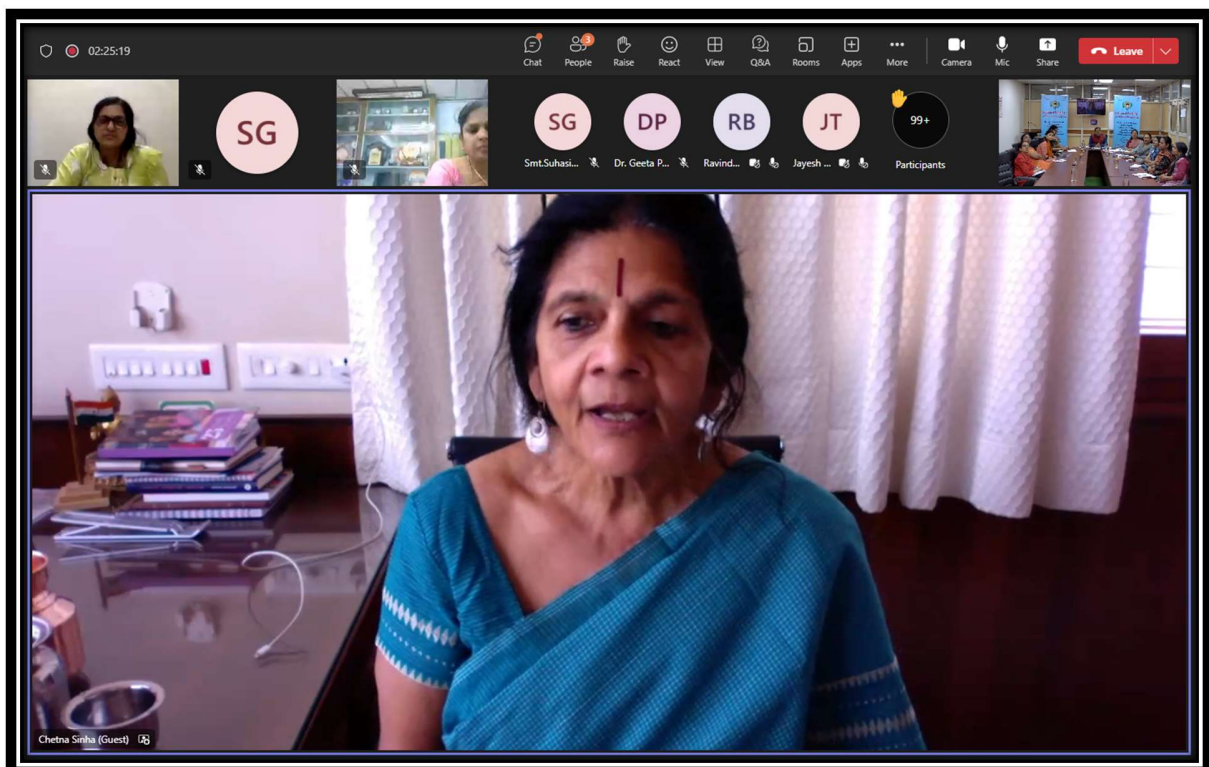 02:25:19
Chat
People
3
Raise
React
View
Q&A
Rooms
Apps
More
Camera
Mic
Share
Leave
SG
SG
DP
RB
JT
99+
Smt.Suhasi...
Dr. Geeta P...
Ravind...
Jayesh ...
Participants
Chetna Sinha (Guest)